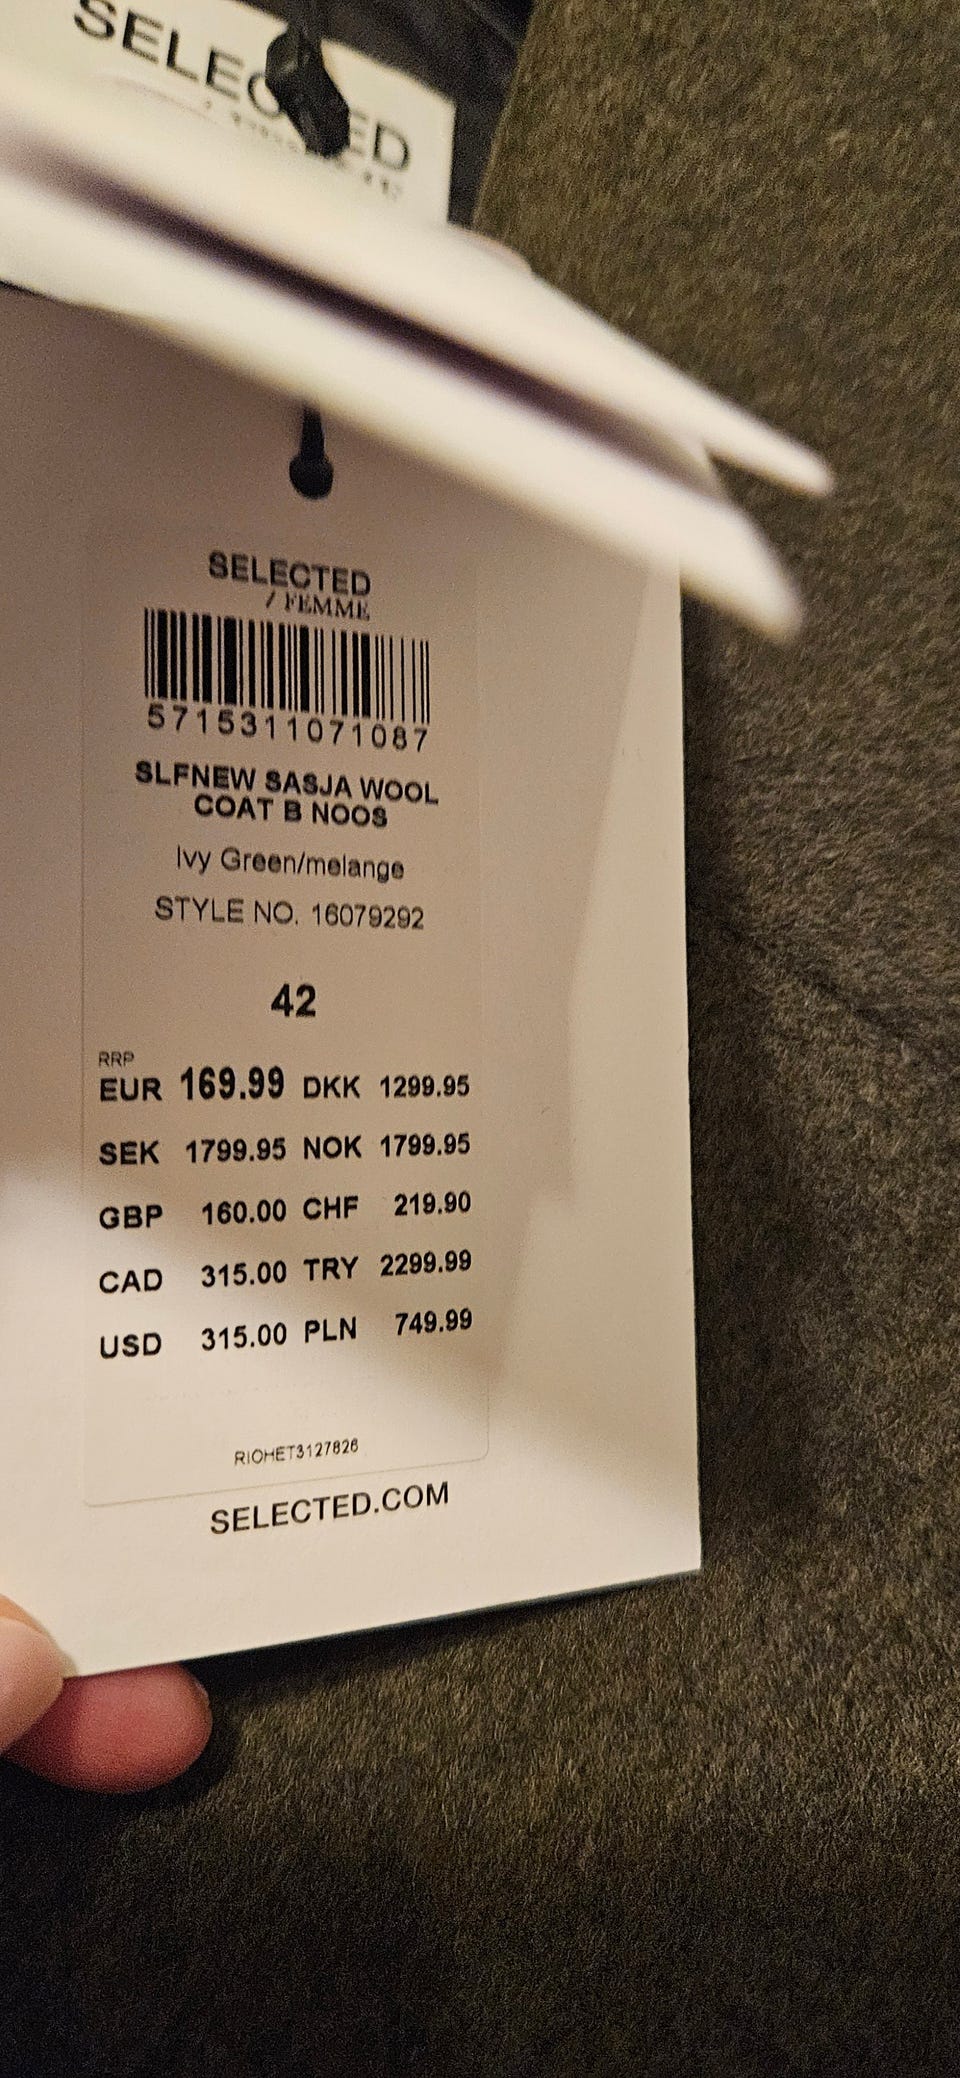 SELECTED
SELECTED
/ FEMME
5715311071087
SLFNEW SASJA WOOL
COAT B NOOS
Ivy Green/melange
STYLE NO. 16079292
42
RRP
EUR 169.99 DKK 1299.95
SEK 1799.95 NOK 1799.95
GBP 160.00 CHF 219.90
CAD 315.00 TRY 2299.99
USD 315.00 PLN 749.99
RIOHET3127826
SELECTED.COM